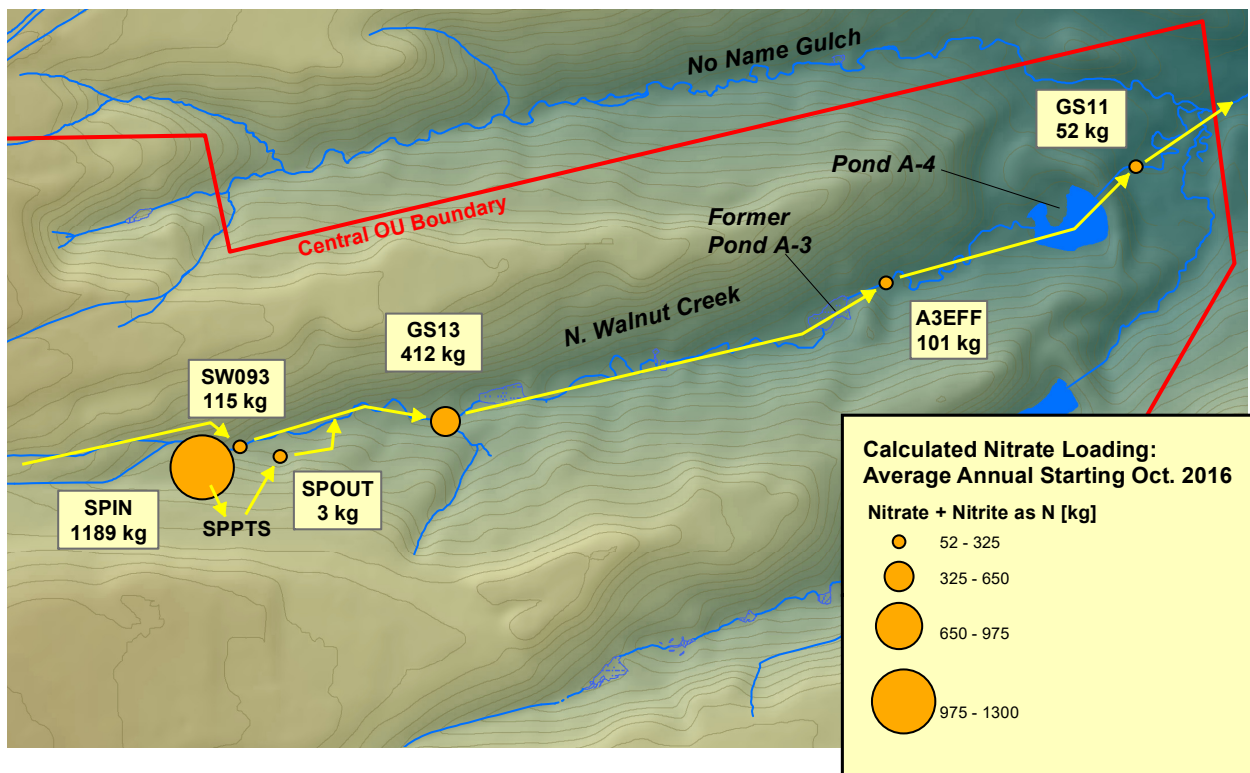 No Name Gulch
GS11
52 kg
Pond A-4
Central OU Boundary
Former
Pond A-3
N. Walnut Creek
A3EFF
101 kg
GS13
412 kg
SW093
115 kg
SPIN
1189 kg
SPPTS
SPOUT
3 kg
Calculated Nitrate Loading:
Average Annual Starting Oct. 2016
Nitrate + Nitrite as N [kg]
52 - 325
325 - 650
650 - 975
975 - 1300